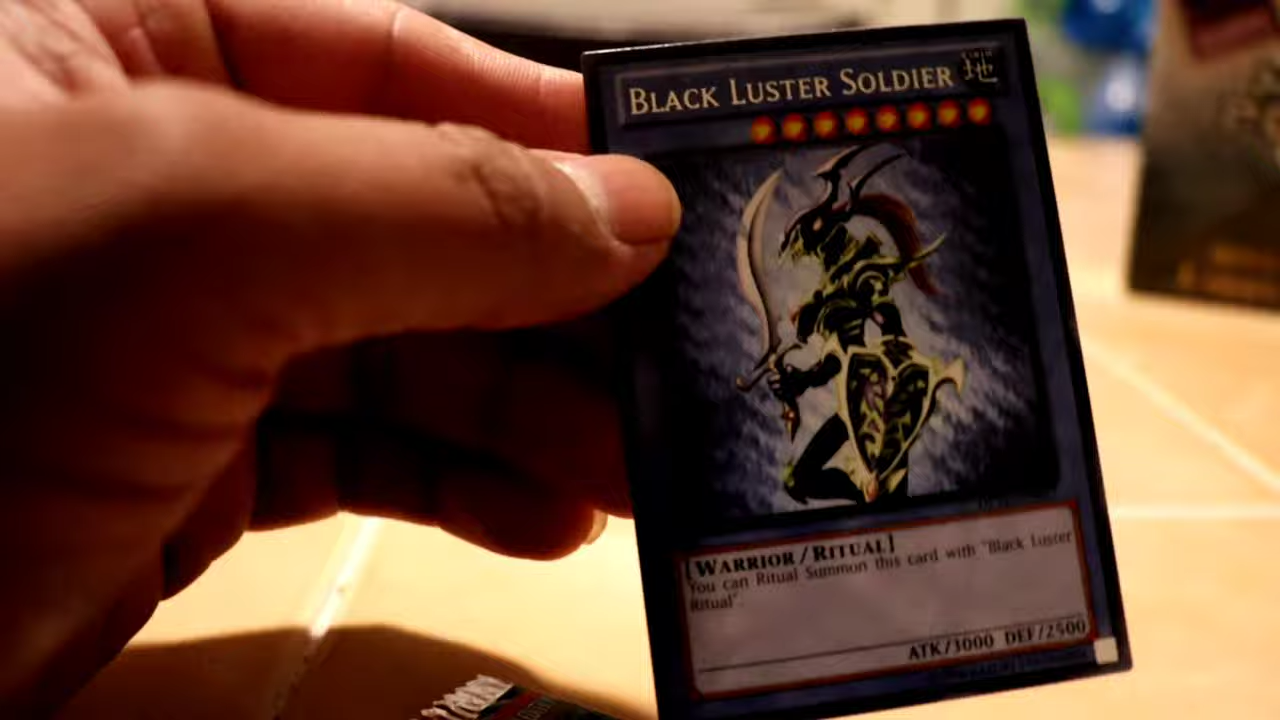 BLACK LUSTER SOLDIER 地
[WARRIOR/RITUAL]
You can Ritual Summon this card with "Black Luster
Ritual".
ATK/3000 DEF/2500